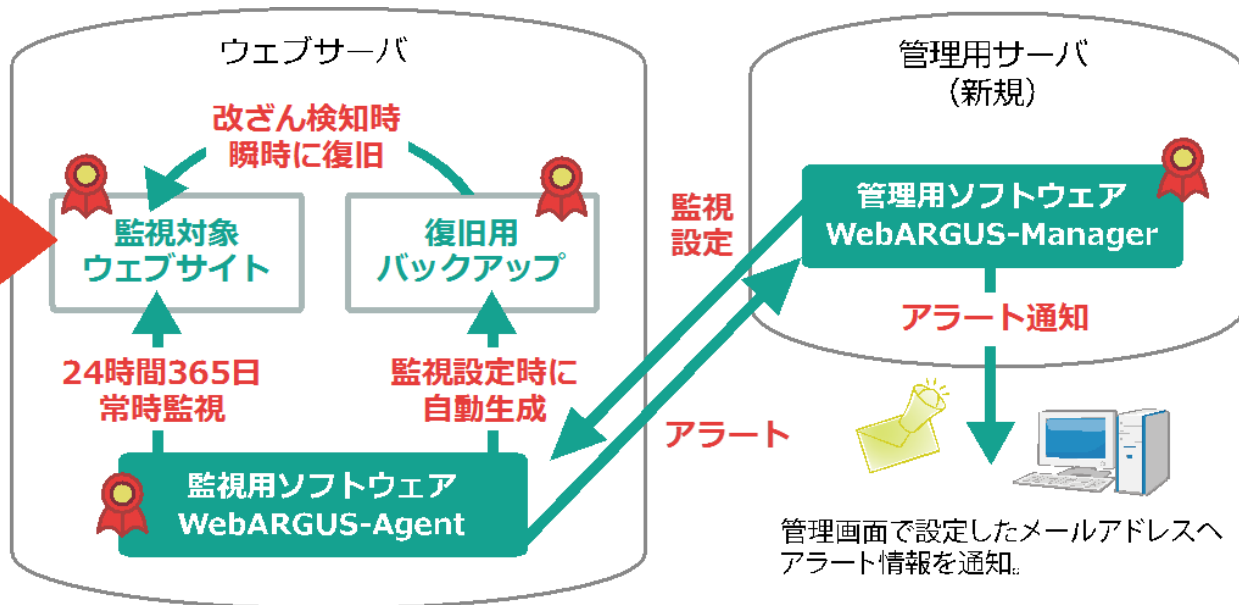 ウェブサーバ
改ざん検知時
瞬時に復旧
監視対象
ウェブサイト
復旧用
バックアップ
24時間365日
常時監視
監視設定時に
自動生成
監視用ソフトウェア
WebARGUS-Agent
監視
設定
アラート
管理用サーバ
(新規)
管理用ソフトウェア
WebARGUS-Manager
アラート通知
管理画面で設定したメールアドレスへ
アラート情報を通知。